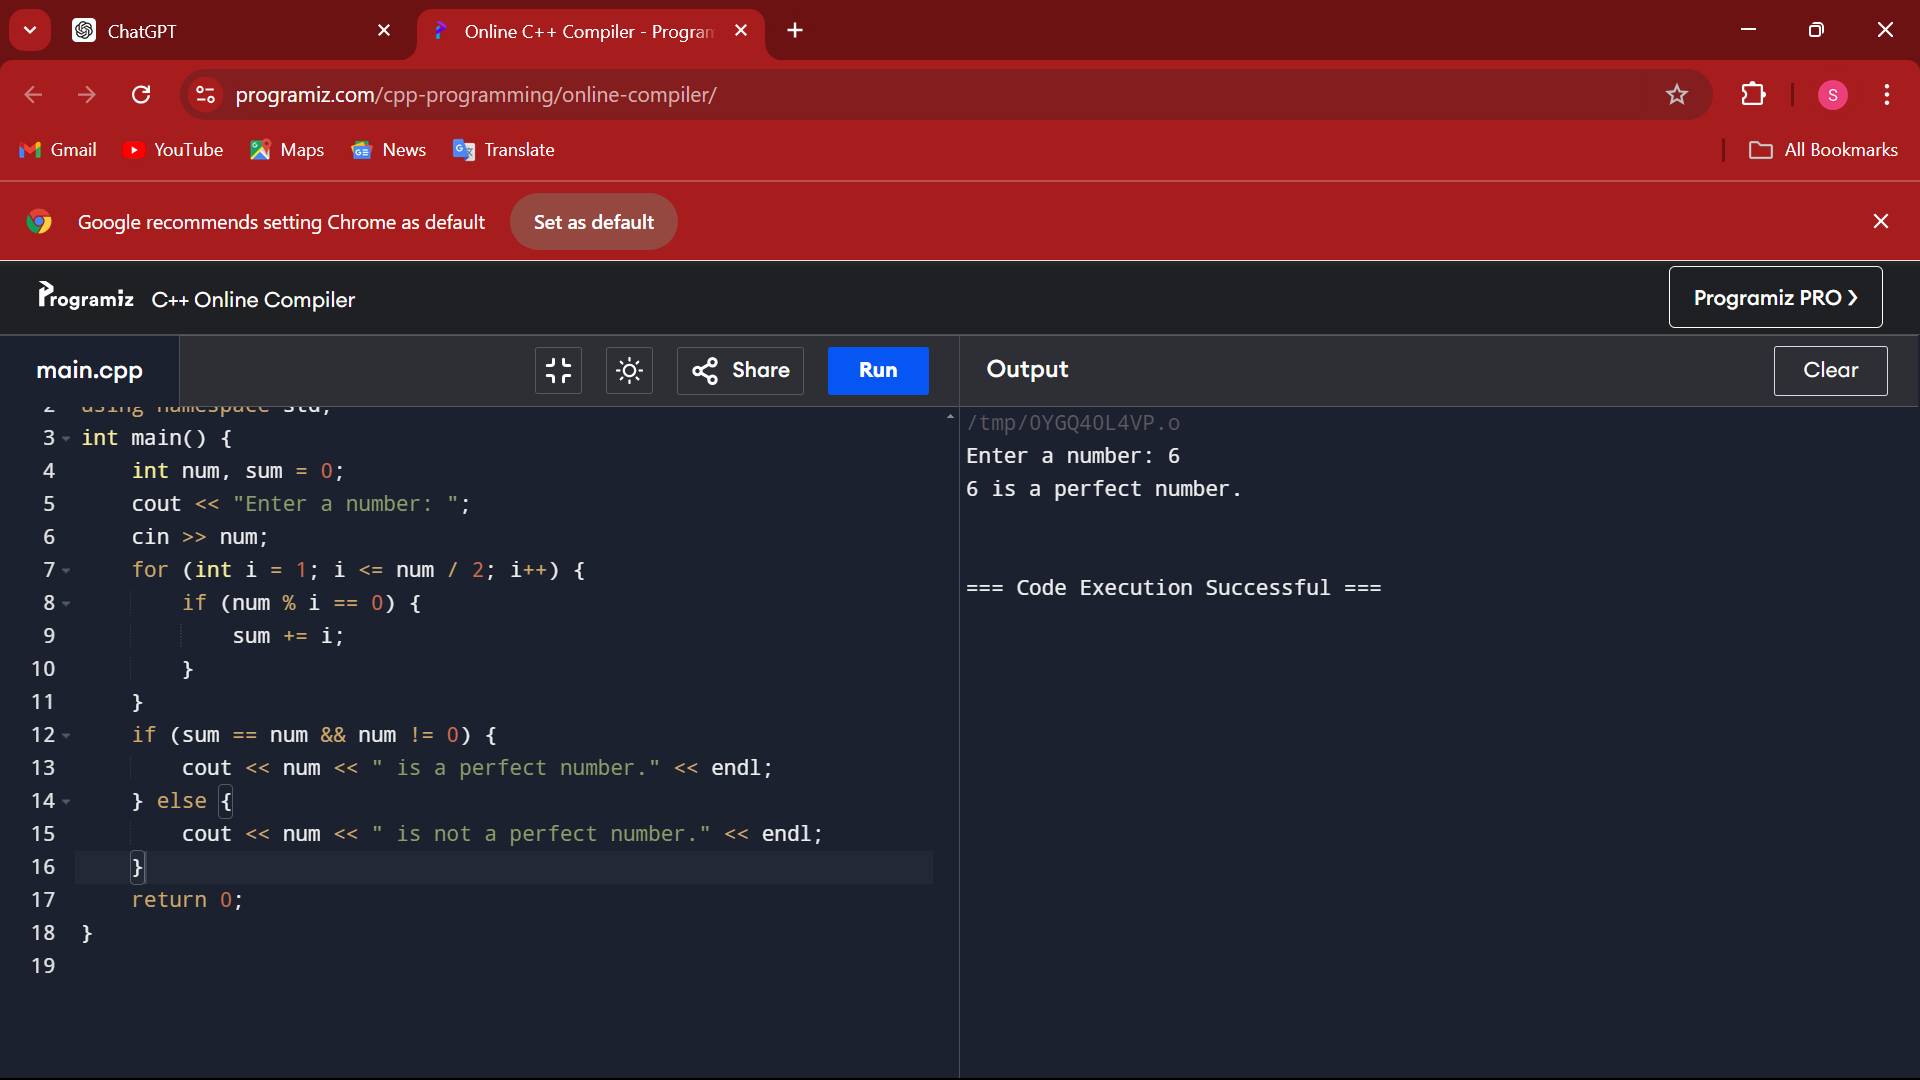 ChatGPT
Online C++ Compiler - Program
programiz.com/cpp-programming/online-compiler/
S
Gmail
YouTube
Maps
News
Translate
All Bookmarks
Google recommends setting Chrome as default
Set as default
Programiz
C++ Online Compiler
Programiz PRO ❯
main.cpp
Share
Run
Output
Clear
2 using namespace std;
3 int main() {
4     int num, sum = 0;
5     cout << "Enter a number: ";
6     cin >> num;
7     for (int i = 1; i <= num / 2; i++) {
8         if (num % i == 0) {
9             sum += i;
10         }
11     }
12     if (sum == num && num != 0) {
13         cout << num << " is a perfect number." << endl;
14     } else {
15         cout << num << " is not a perfect number." << endl;
16     }
17     return 0;
18 }
19
/tmp/0YGQ40L4VP.o
Enter a number: 6
6 is a perfect number.
=== Code Execution Successful ===